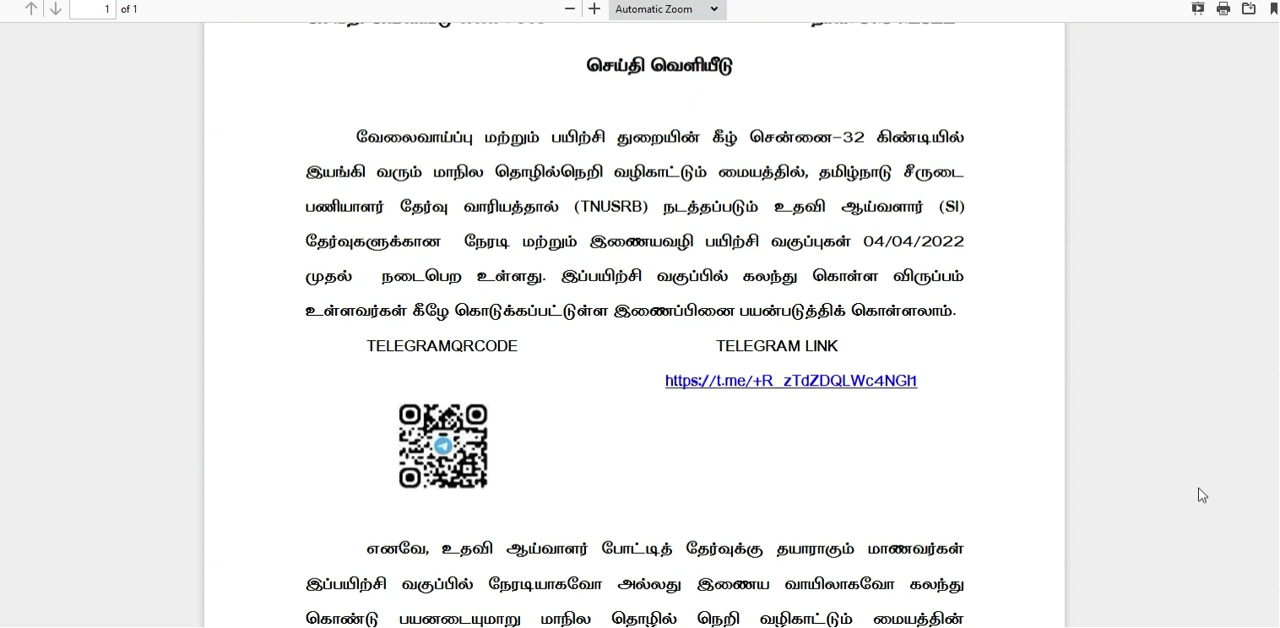 1 of 1 Automatic Zoom
செய்தி வெளியீடு
வேலைவாய்ப்பு மற்றும் பயிற்சி துறையின் கீழ் சென்னை-32 கிண்டியில்
இயங்கி வரும் மாநில தொழில்நெறி வழிகாட்டும் மையத்தில், தமிழ்நாடு சீருடை
பணியாளர் தேர்வு வாரியத்தால் (TNUSRB) நடத்தப்படும் உதவி ஆய்வளார் (SI)
தேர்வுகளுக்கான நேரடி மற்றும் இணையவழி பயிற்சி வகுப்புகள் 04/04/2022
முதல் நடைபெற உள்ளது. இப்பயிற்சி வகுப்பில் கலந்து கொள்ள விருப்பம்
உள்ளவர்கள் கீழே கொடுக்கப்பட்டுள்ள இணைப்பினை பயன்படுத்திக் கொள்ளலாம்.
TELEGRAMQRCODE TELEGRAM LINK
https://t.me/+R_zTdZDQLWc4NGI1
எனவே, உதவி ஆய்வாளர் போட்டித் தேர்வுக்கு தயாராகும் மாணவர்கள்
இப்பயிற்சி வகுப்பில் நேரடியாகவோ அல்லது இணைய வாயிலாகவோ கலந்து
கொண்டு பயனடையுமாறு மாநில தொழில் நெறி வழிகாட்டும் மையத்தின்